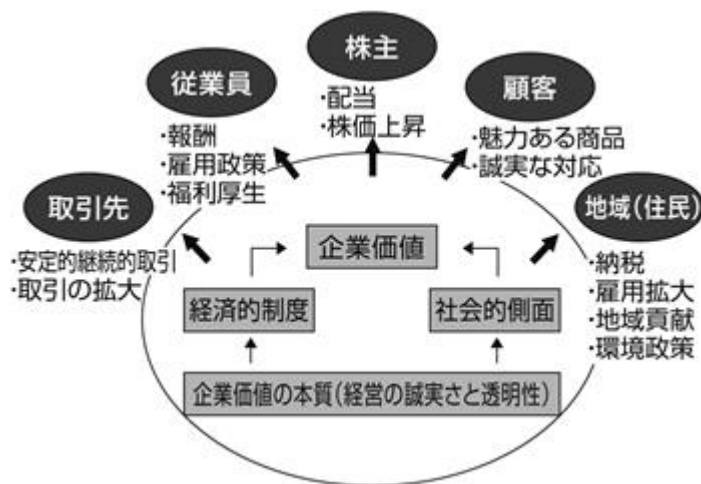 株主
・配当
・株価上昇
従業員
・報酬
・雇用政策
・福利厚生
顧客
・魅力ある商品
・誠実な対応
取引先
・安定的継続的取引
・取引の拡大
地域(住民)
・納税
・雇用拡大
・地域貢献
・環境政策
企業価値
経済的制度
社会的側面
企業価値の本質(経営の誠実さと透明性)